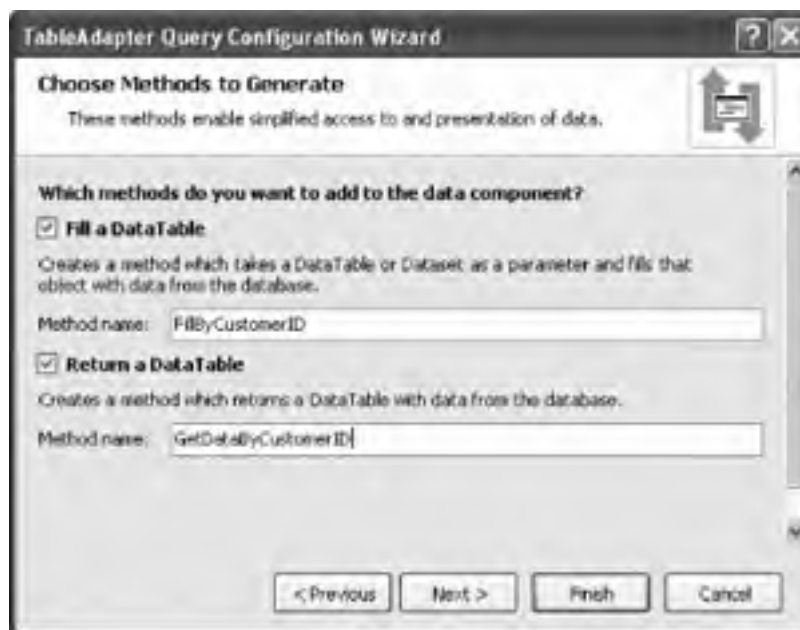 TableAdapter Query Configuration Wizard
Choose Methods to Generate
These methods enable simplified access to and presentation of data.
Which methods do you want to add to the data component?
Fill a DataTable
Creates a method which takes a DataTable or Dataset as a parameter and fills that
object with data from the database.
Method name: FillByCustomerID
Return a DataTable
Creates a method which returns a DataTable with data from the database.
Method name: GetDataByCustomerID
< Previous Next > Finish Cancel